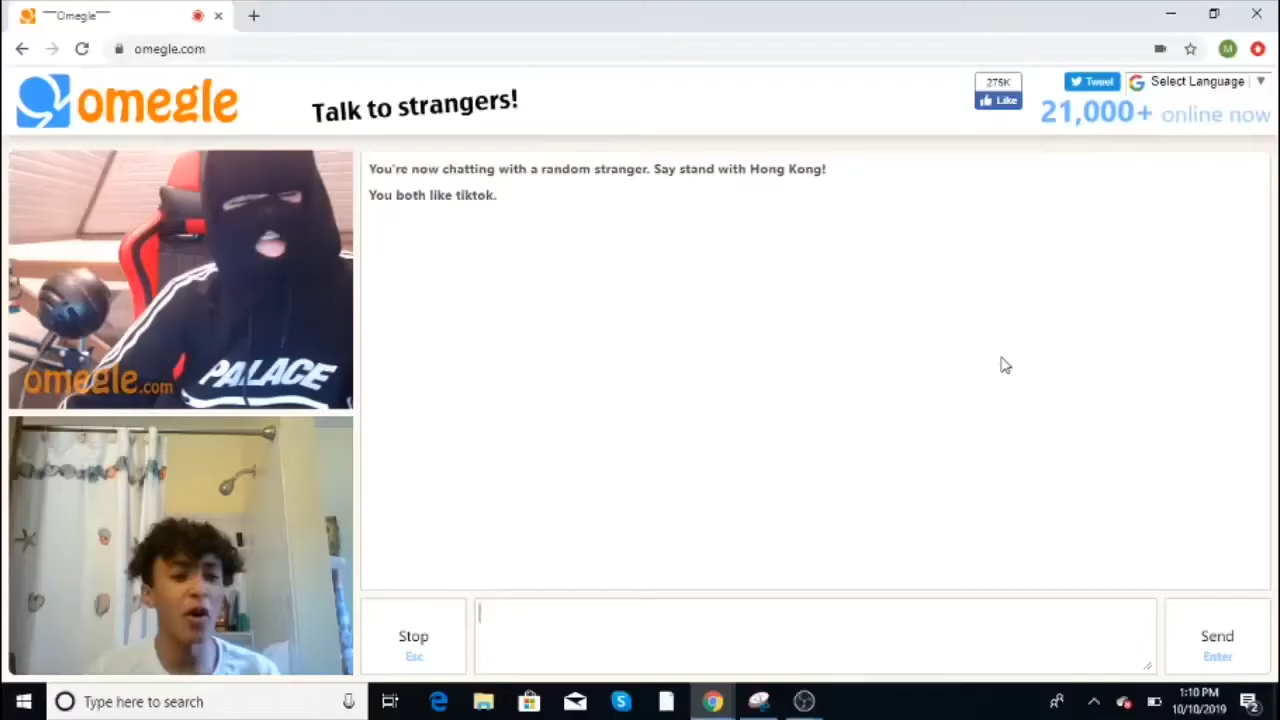 Omegle
omegle.com
omegle
Talk to strangers!
275K
Like
Tweet
G Select Language
21,000+ online now
You're now chatting with a random stranger. Say stand with Hong Kong!
You both like tiktok.
PALACE
omegle.com
Stop
Esc
Send
Enter
Type here to search
1:10 PM
10/10/2019
2